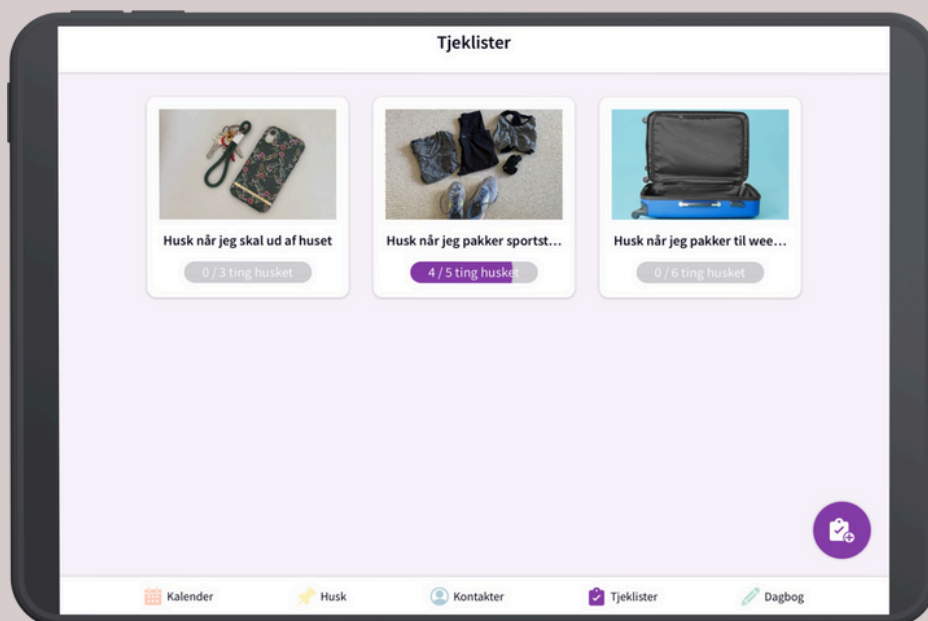 Tjeklister
Husk når jeg skal ud af huset
0 / 3 ting husket
Husk når jeg pakker sportst...
4 / 5 ting husket
Husk når jeg pakker til wee...
0 / 6 ting husket
Kalender
Husk
Kontakter
Tjeklister
Dagbog